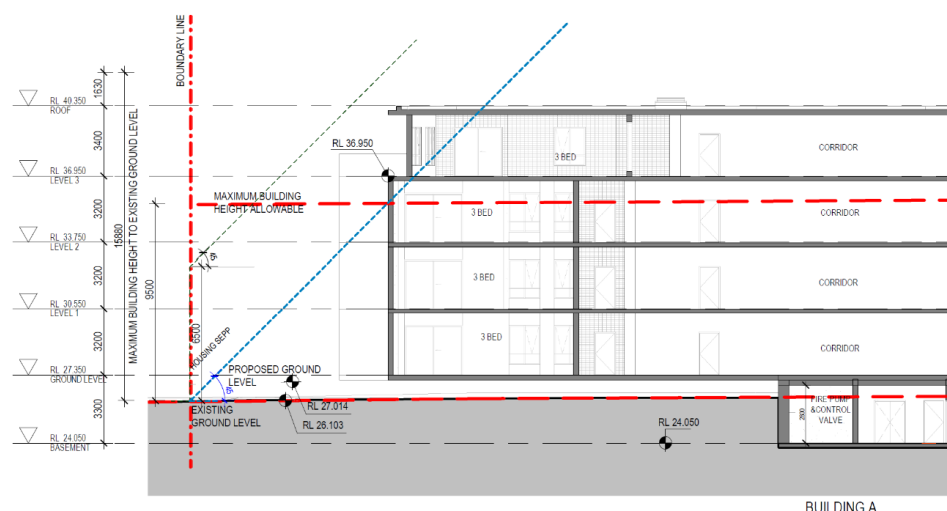 BOUNDARY LINE
1630
RL 40.350
ROOF
3400
RL 36.950
3 BED
CORRIDOR
RL 36.950
LEVEL 3
MAXIMUM BUILDING
HEIGHT ALLOWABLE
3200
3 BED
CORRIDOR
15880
MAXIMUM BUILDING HEIGHT TO EXISTING GROUND LEVEL
RL 33.750
LEVEL 2
9500
3200
3 BED
CORRIDOR
RL 30.550
LEVEL 1
6500
HOUSING SEPP
3200
3 BED
CORRIDOR
RL 27.350
GROUND LEVEL
PROPOSED GROUND
LEVEL
3300
EXISTING
GROUND LEVEL
RL 27.014
RL 26.103
RL 24.050
FIRE PUMP
&CONTROL
VALVE
RL 24.050
BASEMENT
BUILDING A